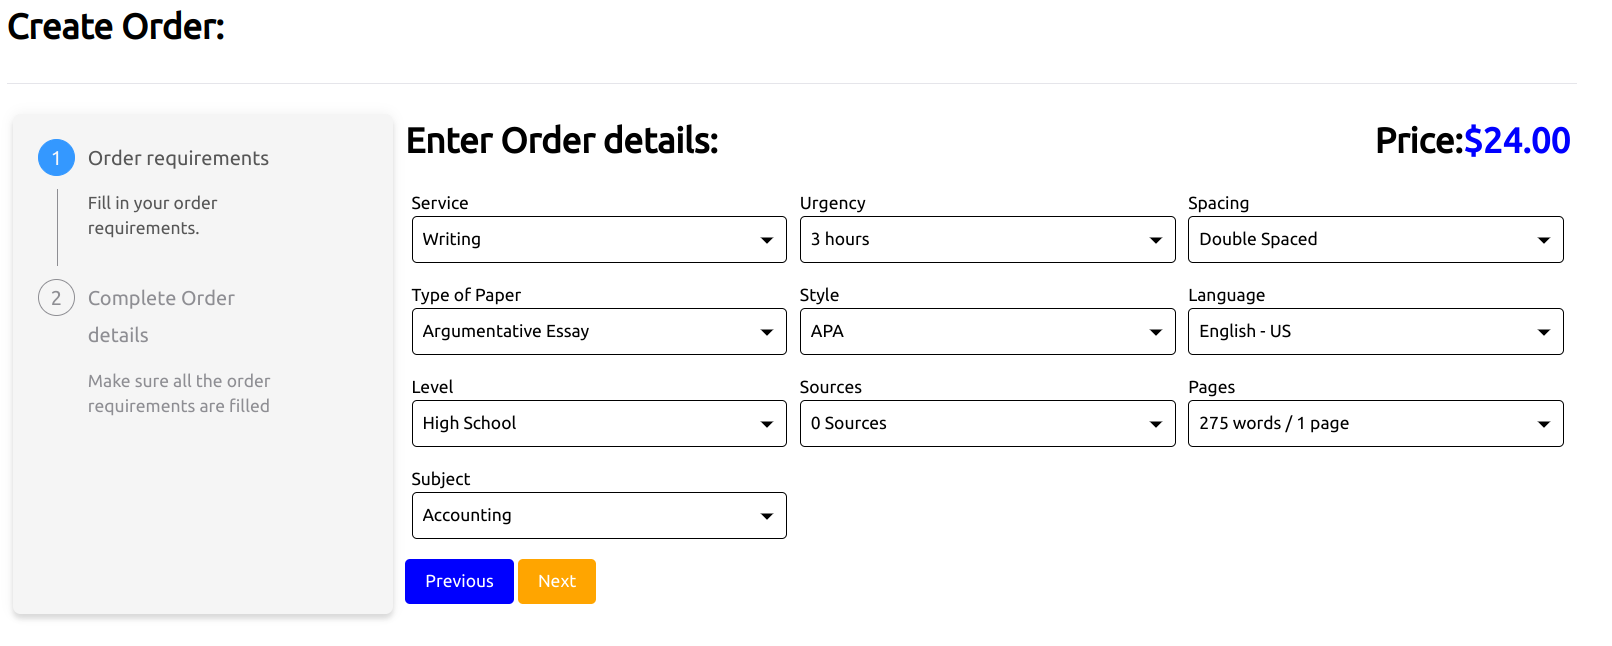 Create Order:
1 Order requirements
Fill in your order
requirements.
2 Complete Order
details
Make sure all the order
requirements are filled
Enter Order details:
Price:$24.00
Service
Urgency
Spacing
Writing
3 hours
Double Spaced
Type of Paper
Style
Language
Argumentative Essay
APA
English - US
Level
Sources
Pages
High School
0 Sources
275 words / 1 page
Subject
Accounting
Previous
Next